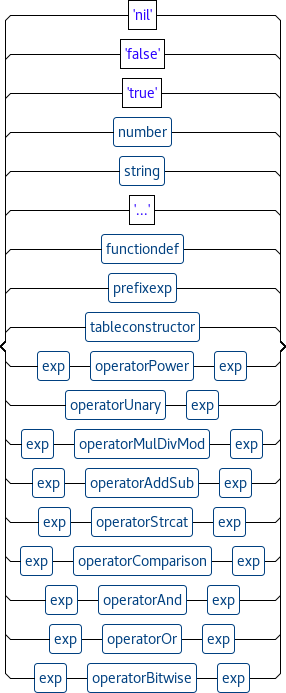 'nil'
'false'
'true'
number
string
'...'
functiondef
prefixexp
tableconstructor
exp operatorPower exp
operatorUnary exp
exp operatorMulDivMod exp
exp operatorAddSub exp
exp operatorStrcat exp
exp operatorComparison exp
exp operatorAnd exp
exp operatorOr exp
exp operatorBitwise exp